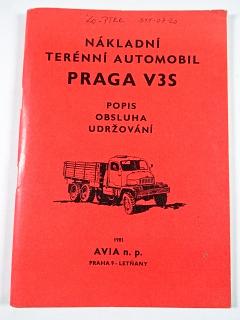 NÁKLADNÍ
TERÉNNÍ AUTOMOBIL
PRAGA V3S
POPIS
OBSLUHA
UDRŽOVÁNÍ
1981
AVIA n. p.
PRAHA 9 - LETŇANY